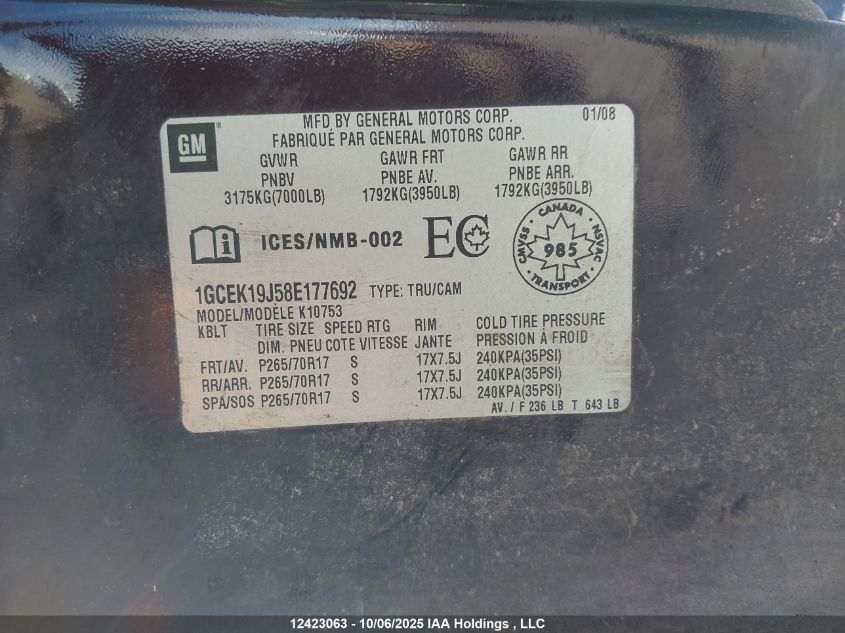 MFD BY GENERAL MOTORS CORP. 01/08
GM® FABRIQUÉ PAR GENERAL MOTORS CORP.
GVWR GAWR FRT GAWR RR
PNBV PNBE AV. PNBE ARR.
3175KG(7000LB) 1792KG(3950LB) 1792KG(3950LB)
i ICES/NMB-002 EC
CANADA
CMVSS 985 NSVAC
TRANSPORT
1GCEK19J58E177692 TYPE: TRU/CAM
MODEL/MODÈLE K10753
KBLT TIRE SIZE SPEED RTG RIM COLD TIRE PRESSURE
DIM. PNEU COTE VITESSE JANTE PRESSION À FROID
FRT/AV. P265/70R17 S 17X7.5J 240KPA(35PSI)
RR/ARR. P265/70R17 S 17X7.5J 240KPA(35PSI)
SPA/SOS P265/70R17 S 17X7.5J 240KPA(35PSI)
AV. / F 236 LB T 643 LB
12423063 - 10/06/2025 IAA Holdings , LLC